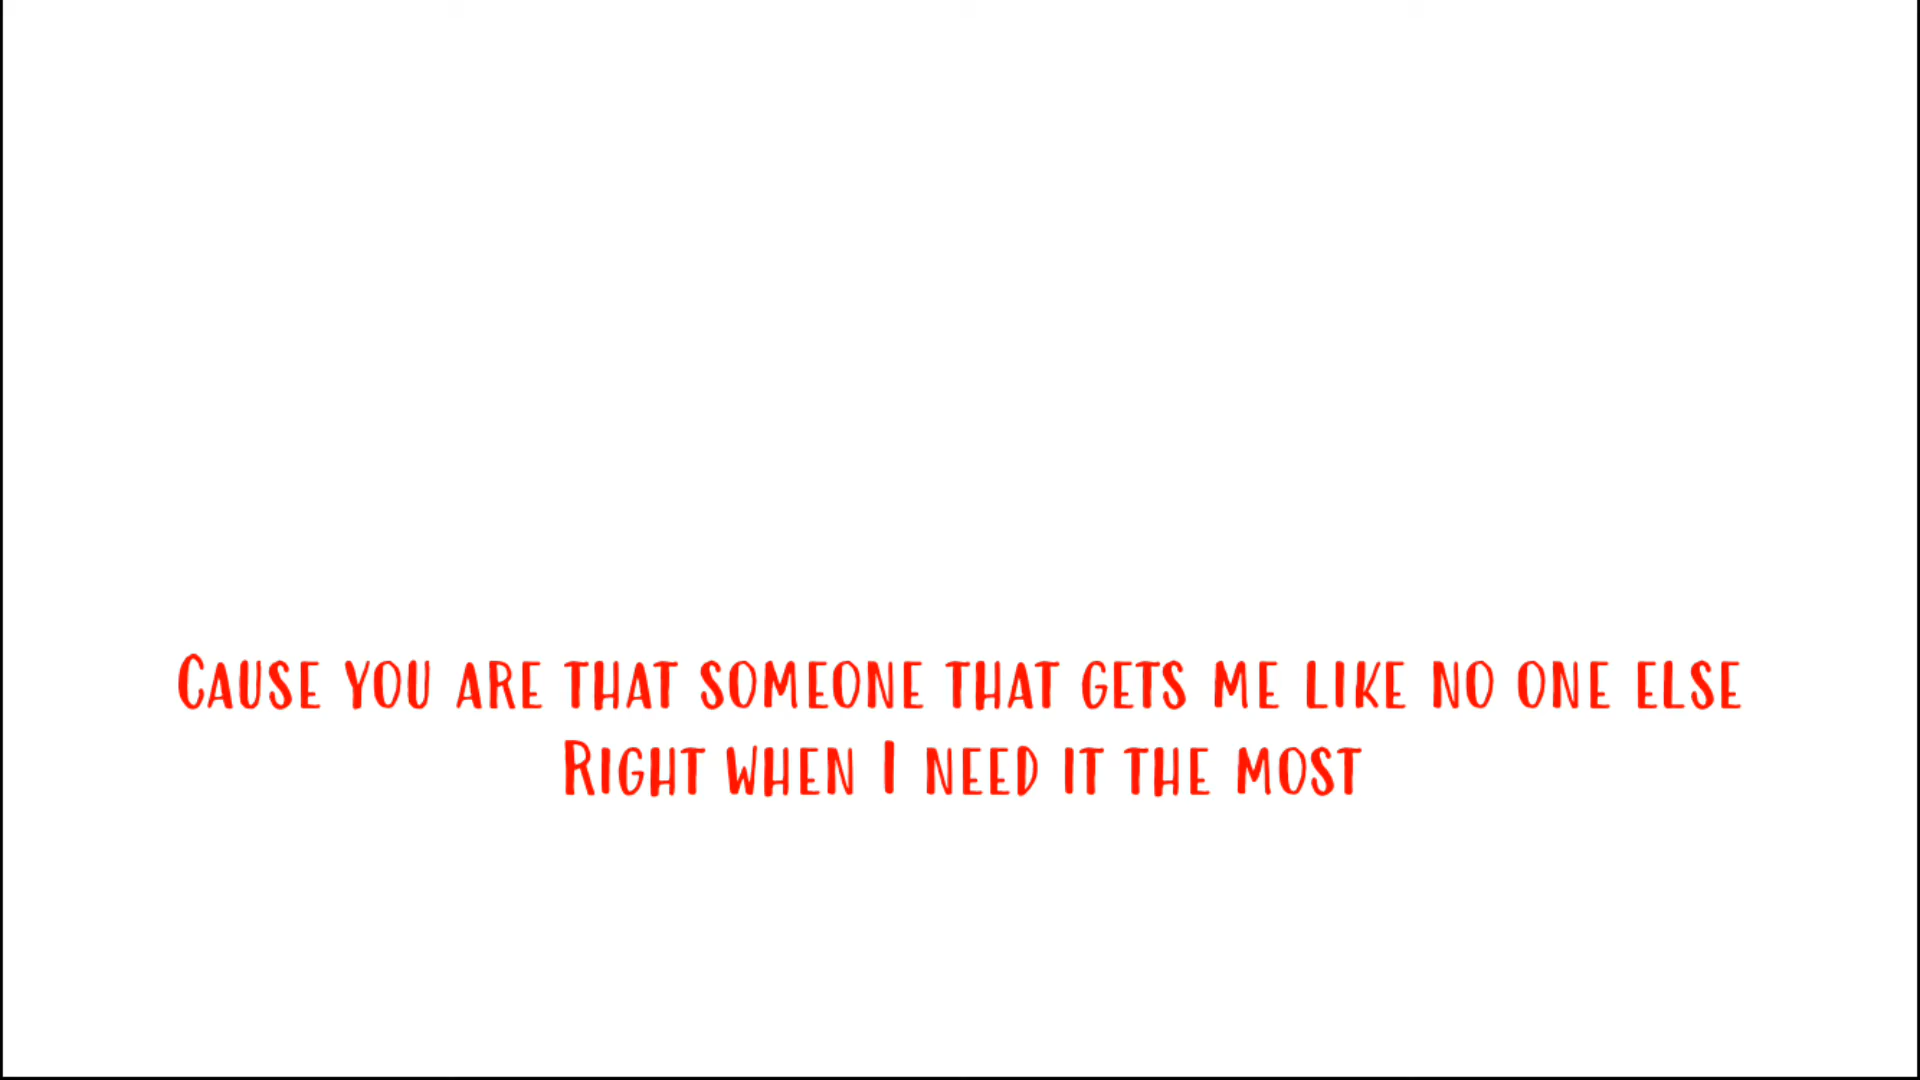 Cause you are that someone that gets me like no one else
Right when I need it the most